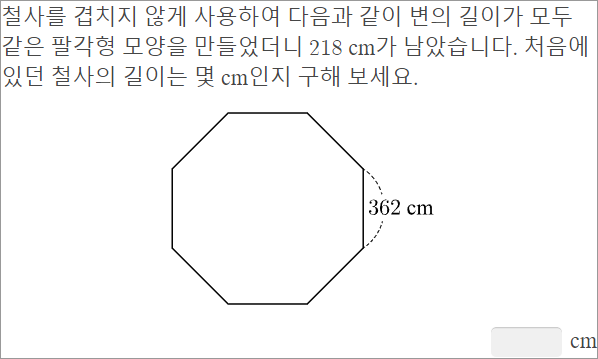 철사를 겹치지 않게 사용하여 다음과 같이 변의 길이가 모두
같은 팔각형 모양을 만들었더니 218 cm가 남았습니다. 처음에
있던 철사의 길이는 몇 cm인지 구해 보세요.
362 cm
cm